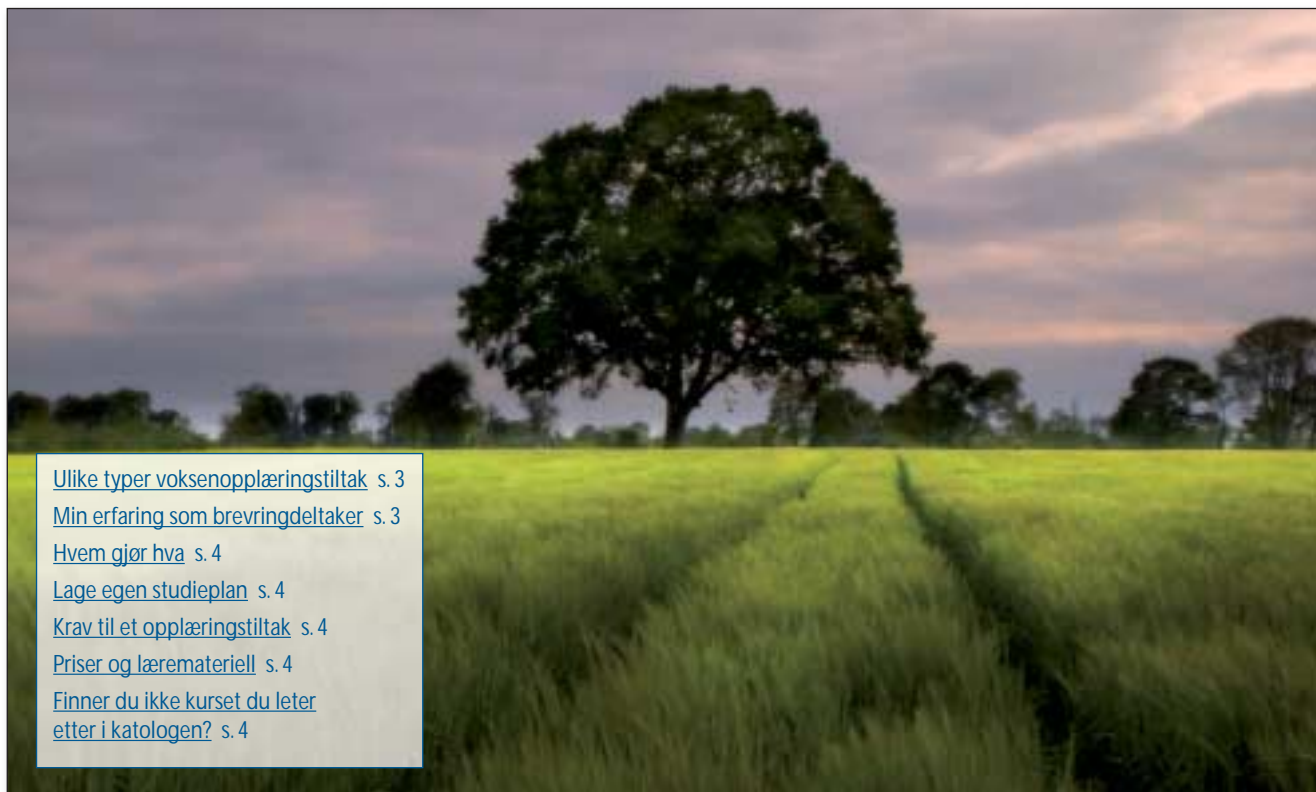 Ulike typer voksenopplæringstiltak s. 3
Min erfaring som brevringdeltaker s. 3
Hvem gjør hva s. 4
Lage egen studieplan s. 4
Krav til et opplæringstiltak s. 4
Priser og læremateriell s. 4
Finner du ikke kurset du leter
etter i katologen? s. 4